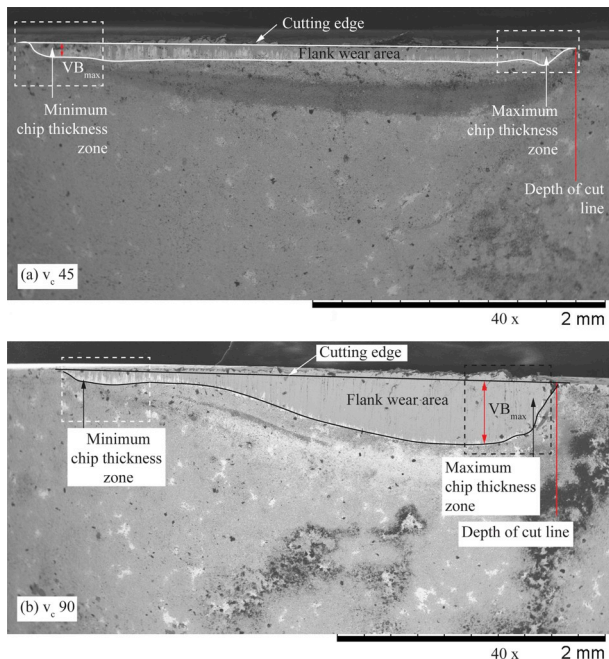 Cutting edge
Flank wear area
VBmax
Minimum
chip thickness
zone
Maximum
chip thickness
zone
Depth of cut
line
(a) vc 45
40 x 2 mm
Cutting edge
Flank wear area
VBmax
Minimum
chip thickness
zone
Maximum
chip thickness
zone
Depth of cut line
(b) vc 90
40 x 2 mm